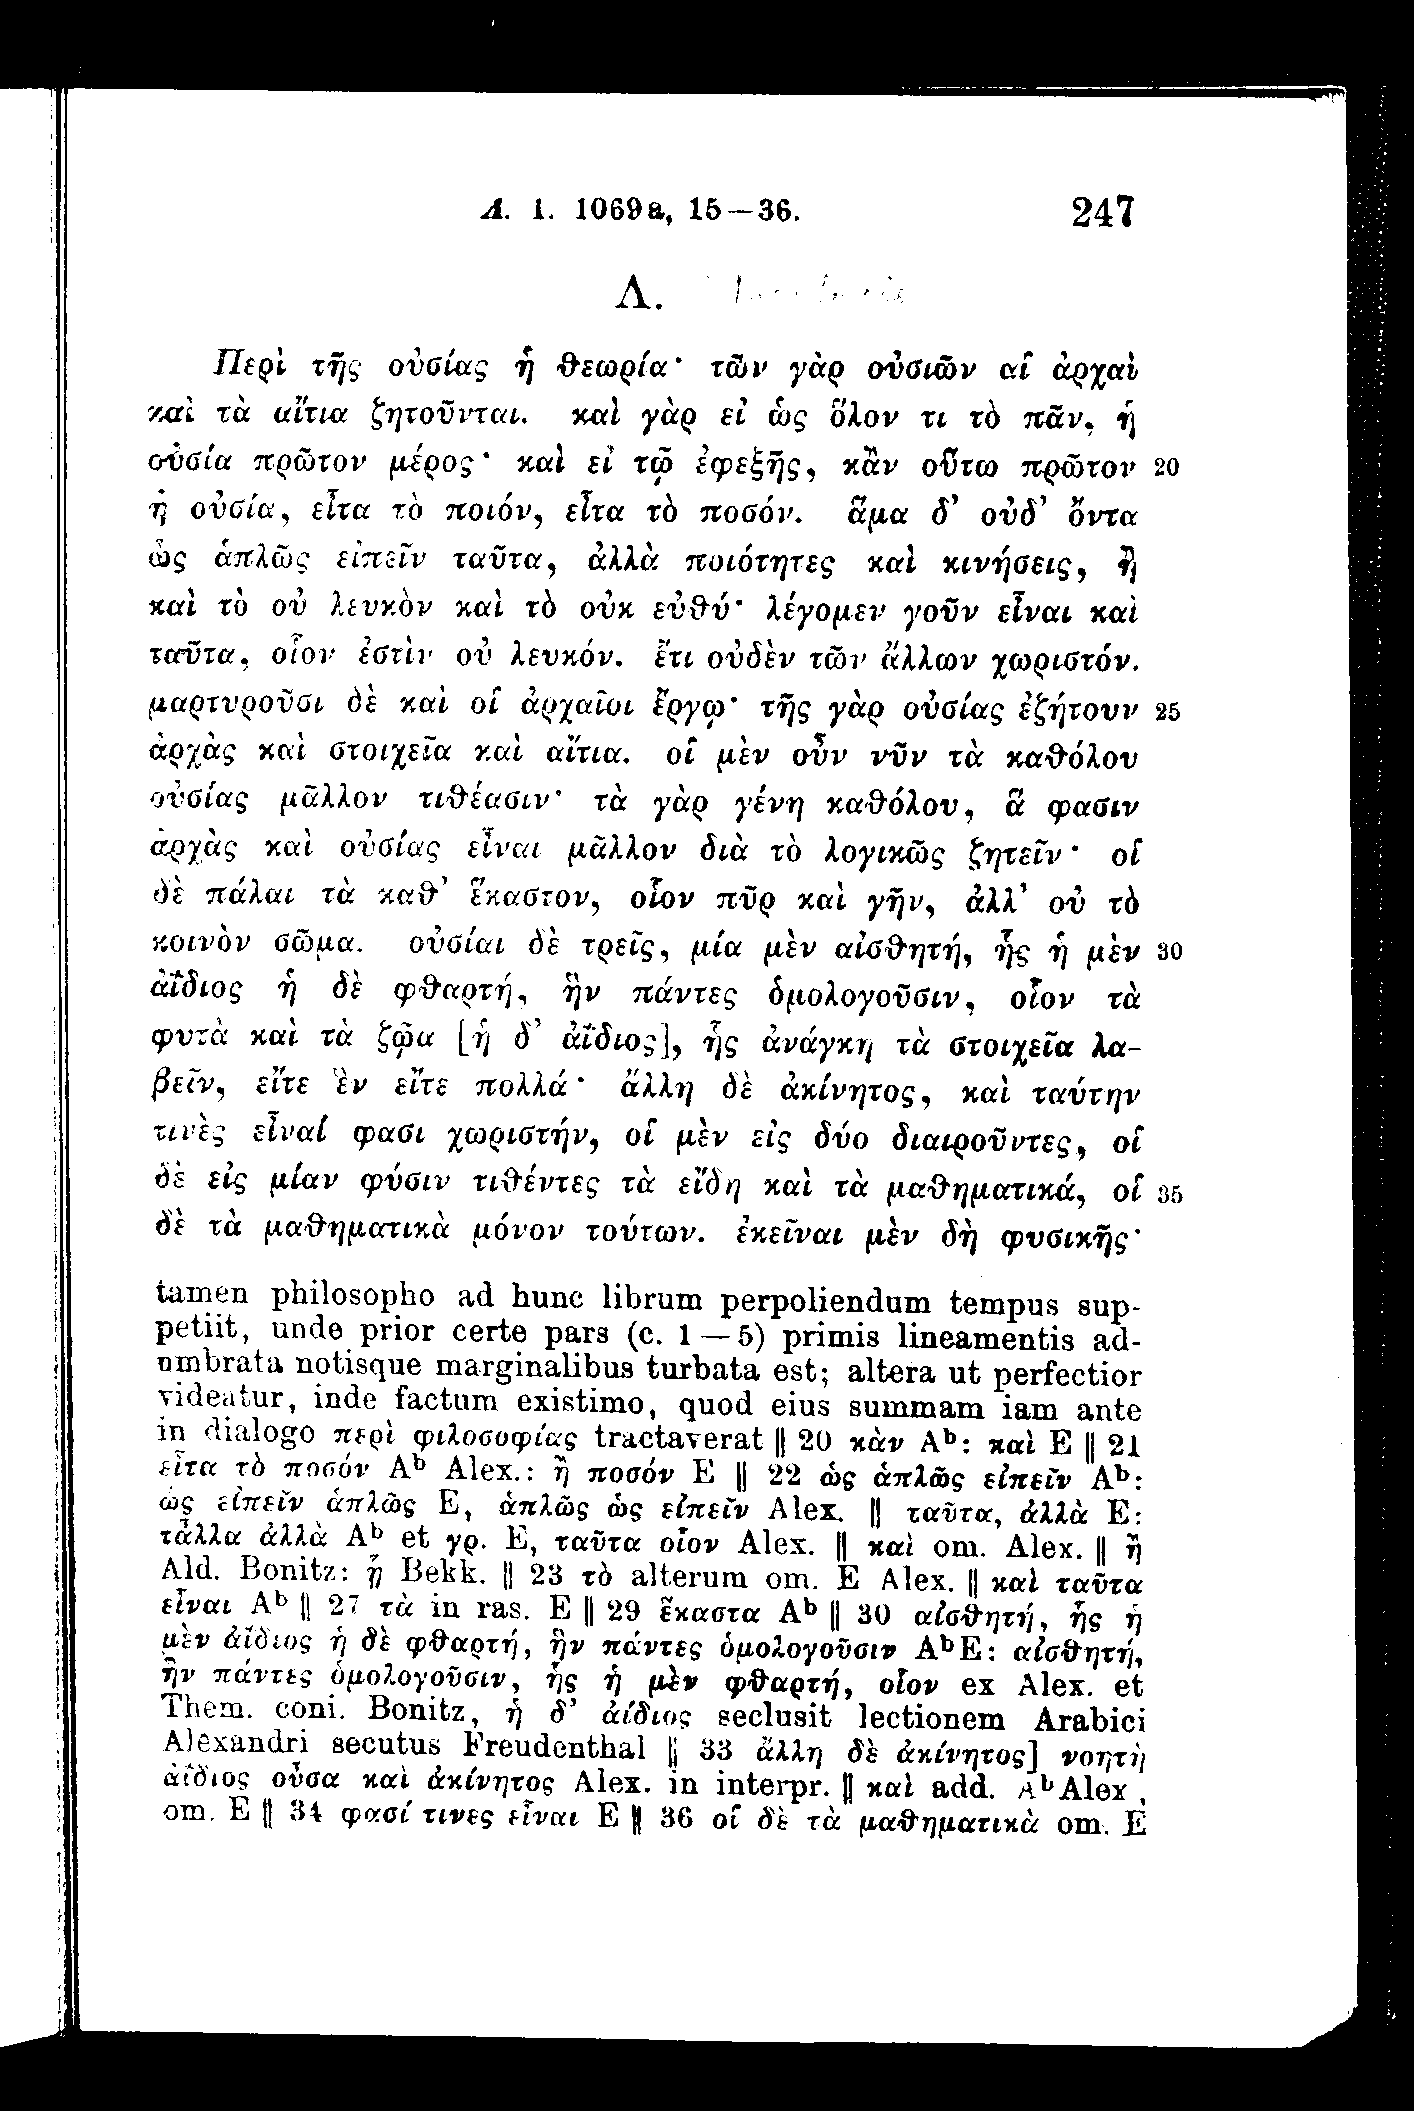 Λ. 1. 1069a, 15—36. 247
Λ.
Περὶ τῆς οὐσίας ἡ θεωρία· τῶν γὰρ οὐσιῶν αἱ ἀρχαὶ
καὶ τὰ αἴτια ζητοῦνται. καὶ γὰρ εἰ ὡς ὅλον τι τὸ πᾶν, ἡ
οὐσία πρῶτον μέρος· καὶ εἰ τῷ ἐφεξῆς, κἂν οὕτω πρῶτον 20
ἡ οὐσία, εἶτα τὸ ποιόν, εἶτα τὸ ποσόν. ἅμα δ’ οὐδ’ ὄντα
ὡς ἁπλῶς εἰπεῖν ταῦτα, ἀλλὰ ποιότητες καὶ κινήσεις, ἢ
καὶ τὸ οὐ λευκὸν καὶ τὸ οὐκ εὐθύ· λέγομεν γοῦν εἶναι καὶ
ταῦτα, οἷον ἐστὶν οὐ λευκόν. ἔτι οὐδὲν τῶν ἄλλων χωριστόν.
μαρτυροῦσι δὲ καὶ οἱ ἀρχαῖοι ἔργῳ· τῆς γὰρ οὐσίας ἐζήτουν 25
ἀρχὰς καὶ στοιχεῖα καὶ αἴτια. οἱ μὲν οὖν νῦν τὰ καθόλου
οὐσίας μᾶλλον τιθέασιν· τὰ γὰρ γένη καθόλου, ἅ φασιν
ἀρχὰς καὶ οὐσίας εἶναι μᾶλλον διὰ τὸ λογικῶς ζητεῖν· οἱ
δὲ πάλαι τὰ καθ’ ἕκαστον, οἷον πῦρ καὶ γῆν, ἀλλ’ οὐ τὸ
κοινὸν σῶμα. οὐσίαι δὲ τρεῖς, μία μὲν αἰσθητή, ἧς ἡ μὲν 30
ἀΐδιος ἡ δὲ φθαρτή, ἣν πάντες ὁμολογοῦσιν, οἷον τὰ
φυτὰ καὶ τὰ ζῷα [ἡ δ’ ἀΐδιος], ἧς ἀνάγκη τὰ στοιχεῖα λα-
βεῖν, εἴτε ἓν εἴτε πολλά· ἄλλη δὲ ἀκίνητος, καὶ ταύτην
τινὲς εἶναί φασι χωριστήν, οἱ μὲν εἰς δύο διαιροῦντες, οἱ
δὲ εἰς μίαν φύσιν τιθέντες τὰ εἴδη καὶ τὰ μαθηματικά, οἱ 35
δὲ τὰ μαθηματικὰ μόνον τούτων. ἐκεῖναι μὲν δὴ φυσικῆς·
tamen philosopho ad hunc librum perpoliendum tempus sup-
petiit, unde prior certe pars (c. 1—5) primis lineamentis ad-
umbrata notisque marginalibus turbata est; altera ut perfectior
videatur, inde factum existimo, quod eius summam iam ante
in dialogo περὶ φιλοσοφίας tractaverat || 20 κἂν Aᵇ: καὶ E || 21
εἶτα τὸ ποσόν Aᵇ Alex.: ἢ ποσόν E || 22 ὡς ἁπλῶς εἰπεῖν Aᵇ:
ὡς εἰπεῖν ἁπλῶς E, ἁπλῶς ὡς εἰπεῖν Alex. || ταῦτα, ἀλλὰ E:
τἆλλα ἀλλὰ Aᵇ et γρ. E, ταῦτα οἷον Alex. || καὶ om. Alex. || ἢ
Ald. Bonitz: ᾗ Bekk. || 23 τὸ alterum om. E Alex. || καὶ ταῦτα
εἶναι Aᵇ || 27 τὰ in ras. E || 29 ἕκαστα Aᵇ || 30 αἰσθητή, ἧς ἡ
μὲν ἀΐδιος ἡ δὲ φθαρτή, ἣν πάντες ὁμολογοῦσιν AᵇE: αἰσθητή,
ἣν πάντες ὁμολογοῦσιν, ἧς ἡ μὲν φθαρτή, οἷον ex Alex. et
Them. coni. Bonitz, ἡ δ’ ἀίδιος seclusit lectionem Arabici
Alexandri secutus Freudenthal || 33 ἄλλη δὲ ἀκίνητος] νοητὴ
ἀΐδιος οὖσα καὶ ἀκίνητος Alex. in interpr. || καὶ add. AᵇAlex.,
om. E || 34 φασί τινες εἶναι E || 36 οἱ δὲ τὰ μαθηματικὰ om. E